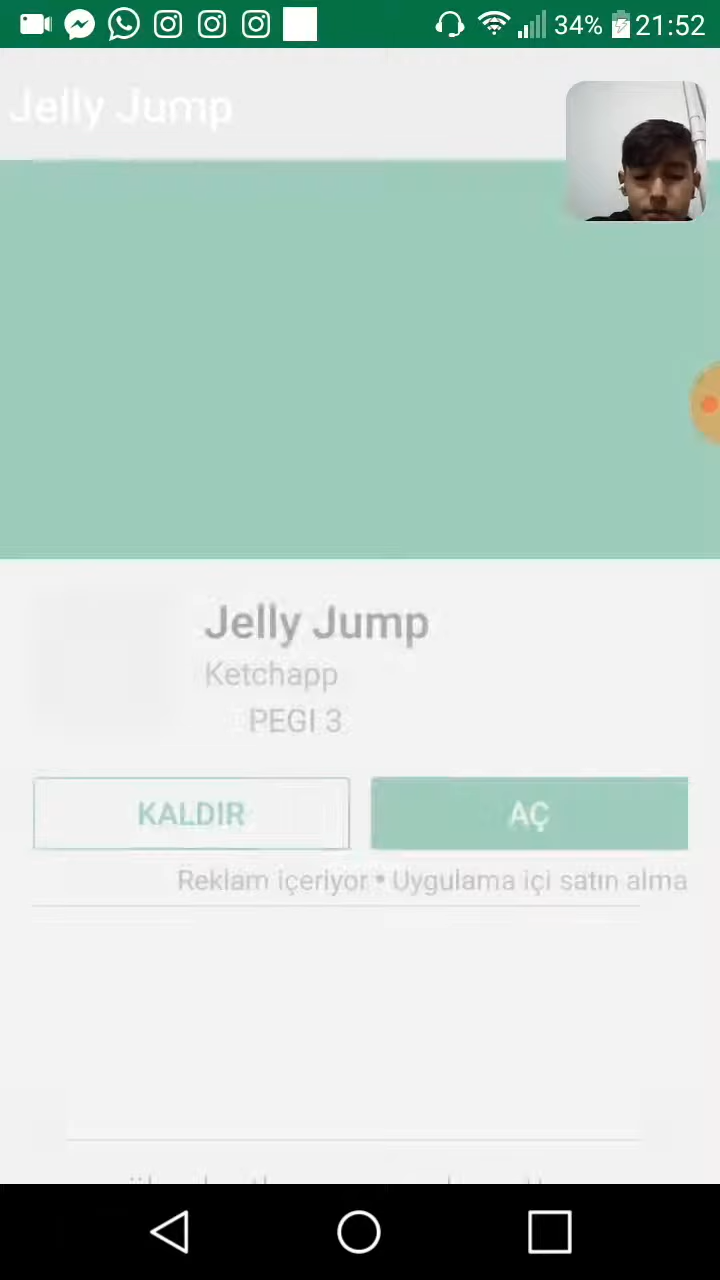 34% 21:52
Jelly Jump
Jelly Jump
Ketchapp
PEGI 3
KALDIR AÇ
Reklam içeriyor • Uygulama içi satın alma